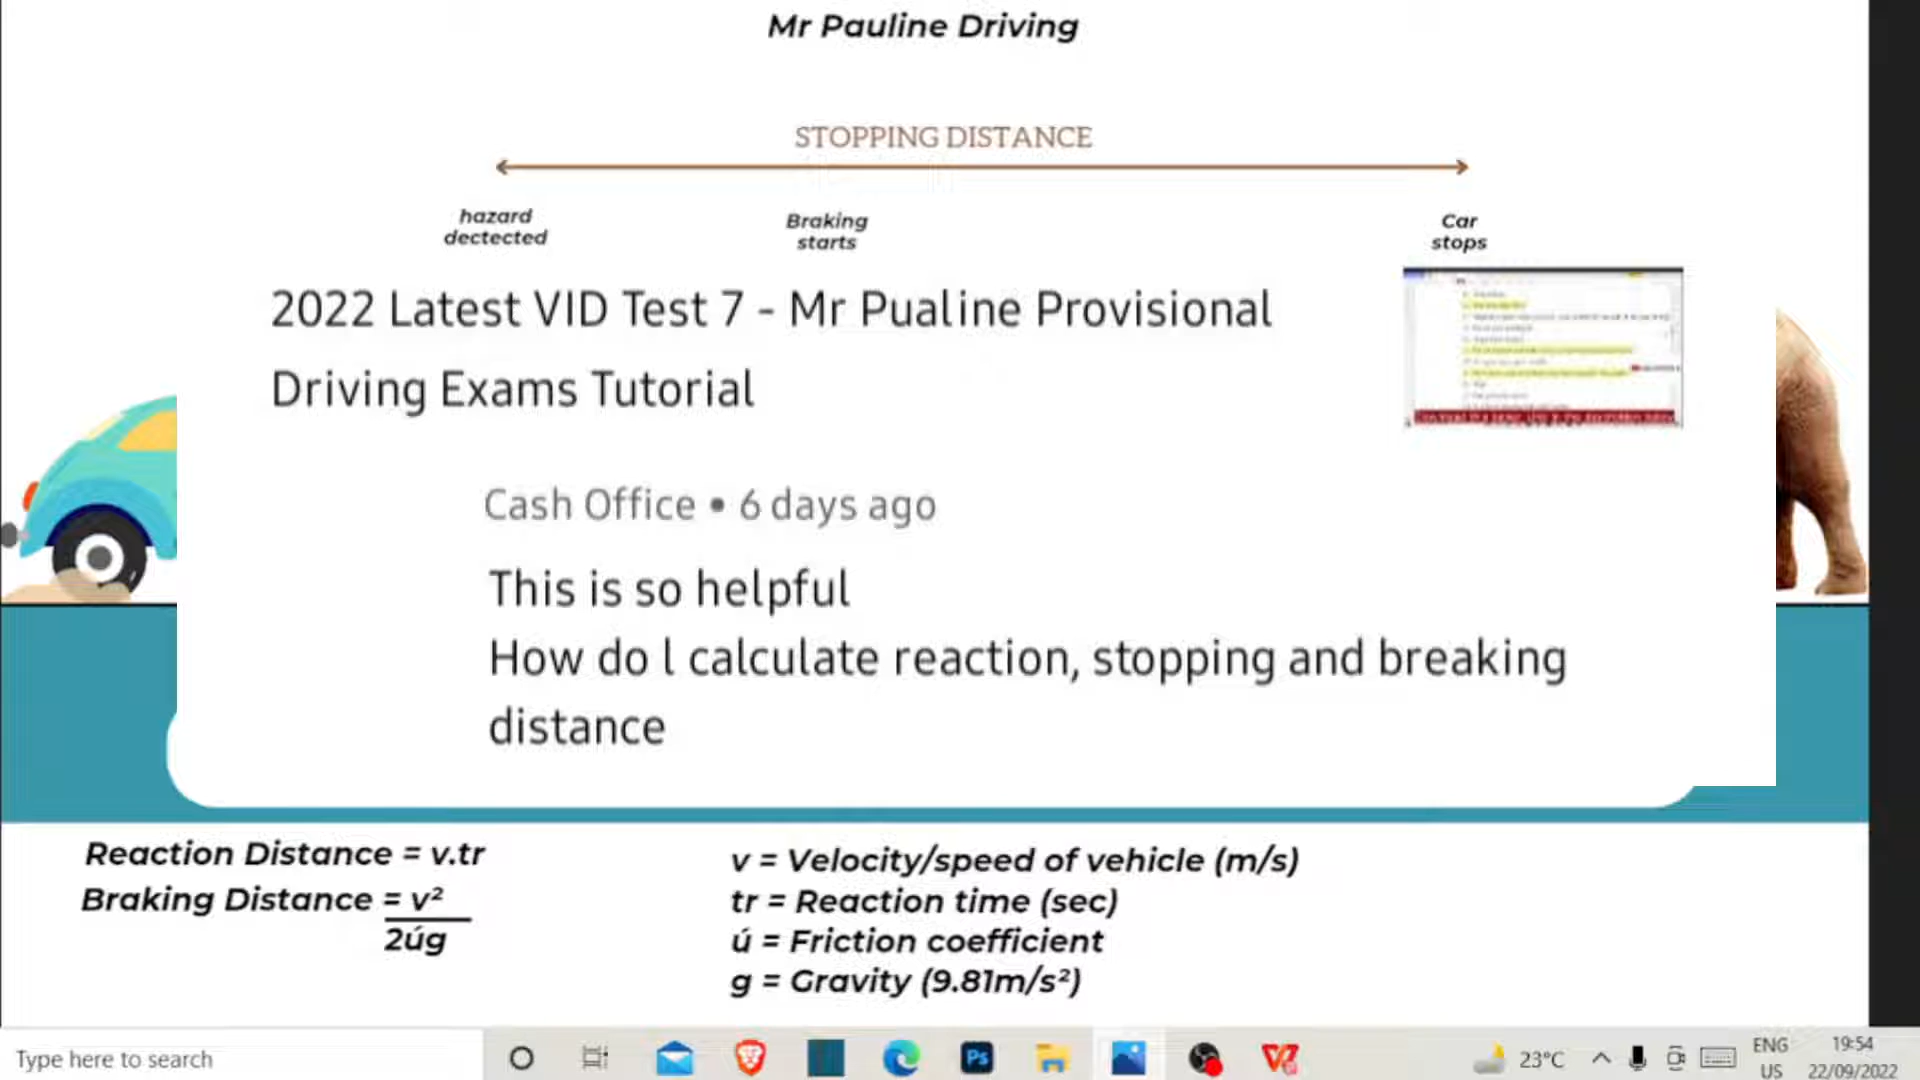 Mr Pauline Driving
STOPPING DISTANCE
hazard
dectected
Braking
starts
Car
stops
2022 Latest VID Test 7 - Mr Pualine Provisional
Driving Exams Tutorial
Cash Office • 6 days ago
This is so helpful
How do l calculate reaction, stopping and breaking
distance
Reaction Distance = v.tr
Braking Distance = v²
2úg
v = Velocity/speed of vehicle (m/s)
tr = Reaction time (sec)
ú = Friction coefficient
g = Gravity (9.81m/s²)
Type here to search
Ps
23°C
ENG
US
19:54
22/09/2022